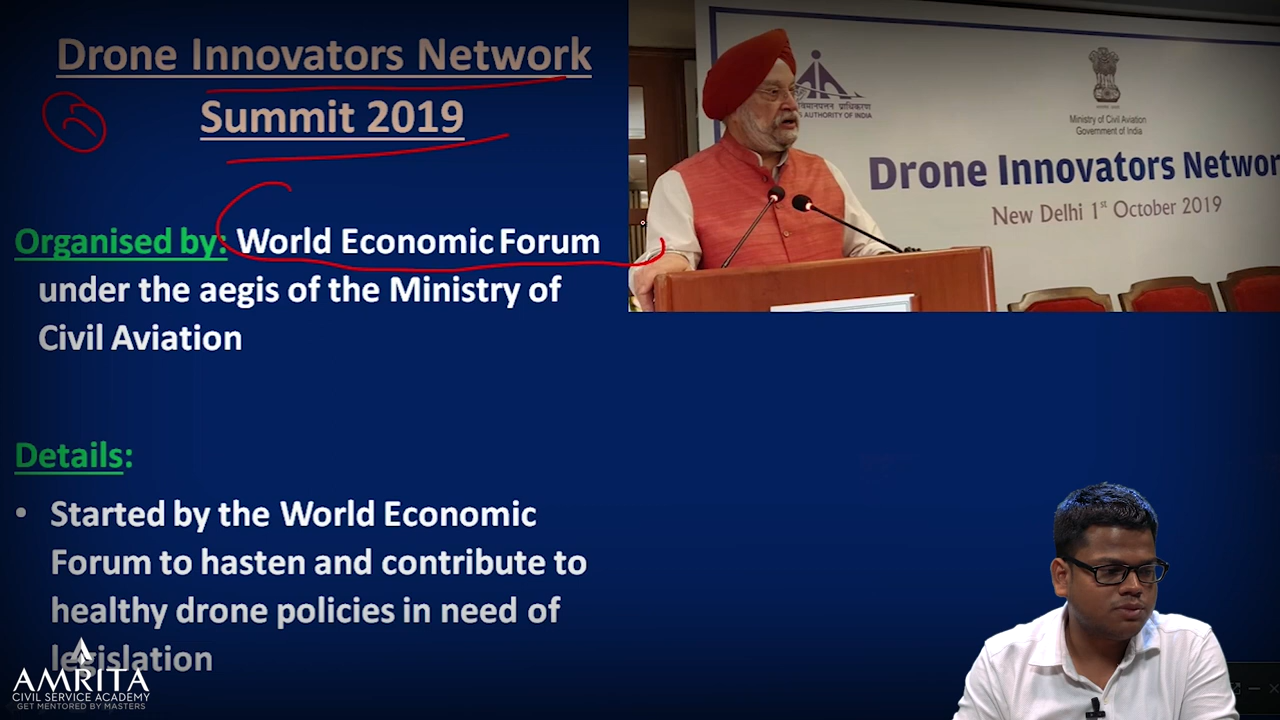 Drone Innovators Network
Summit 2019
Organised by: World Economic Forum
under the aegis of the Ministry of
Civil Aviation
Details:
• Started by the World Economic
Forum to hasten and contribute to
healthy drone policies in need of
legislation
विमानपत्तन प्राधिकरण
AUTHORITY OF INDIA
Ministry of Civil Aviation
Government of India
Drone Innovators Networ
New Delhi 1st October 2019
AMRITA
CIVIL SERVICE ACADEMY
GET MENTORED BY MASTERS